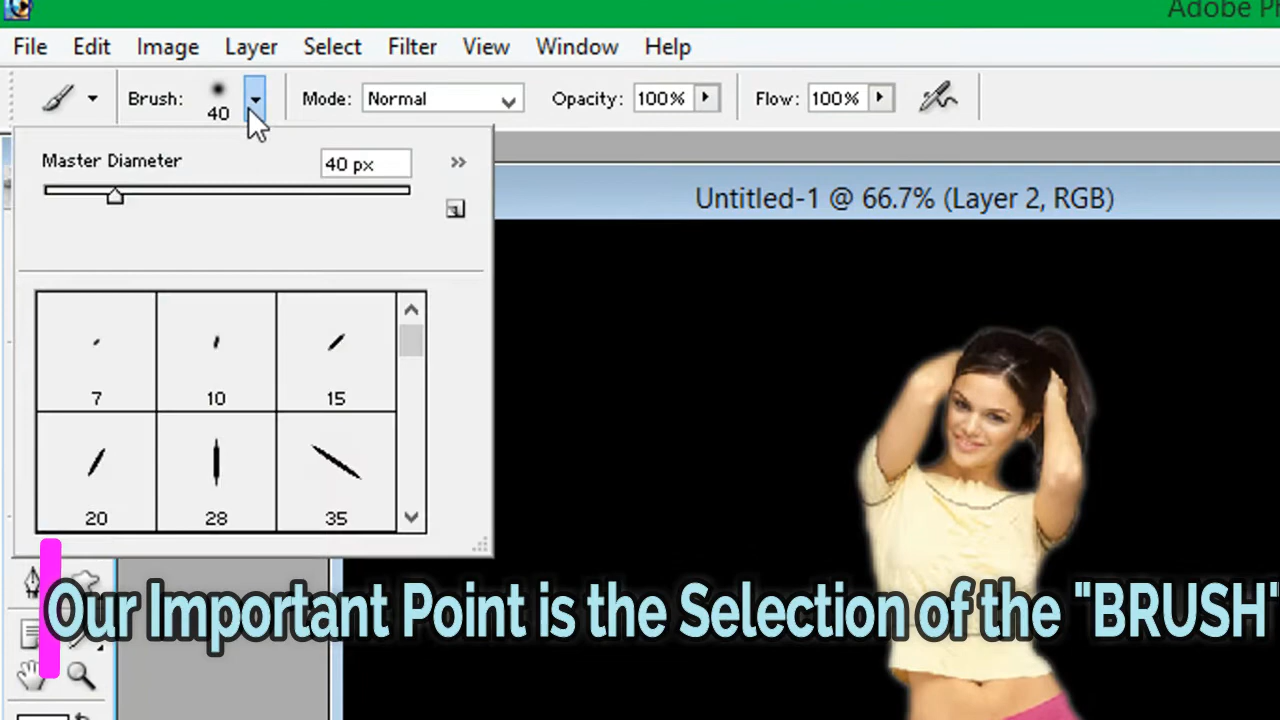 Adobe P
File Edit Image Layer Select Filter View Window Help
Brush: 40 Mode: Normal Opacity: 100% Flow: 100%
Master Diameter 40 px
Untitled-1 @ 66.7% (Layer 2, RGB)
7 10 15
20 28 35
Our Important Point is the Selection of the "BRUSH"